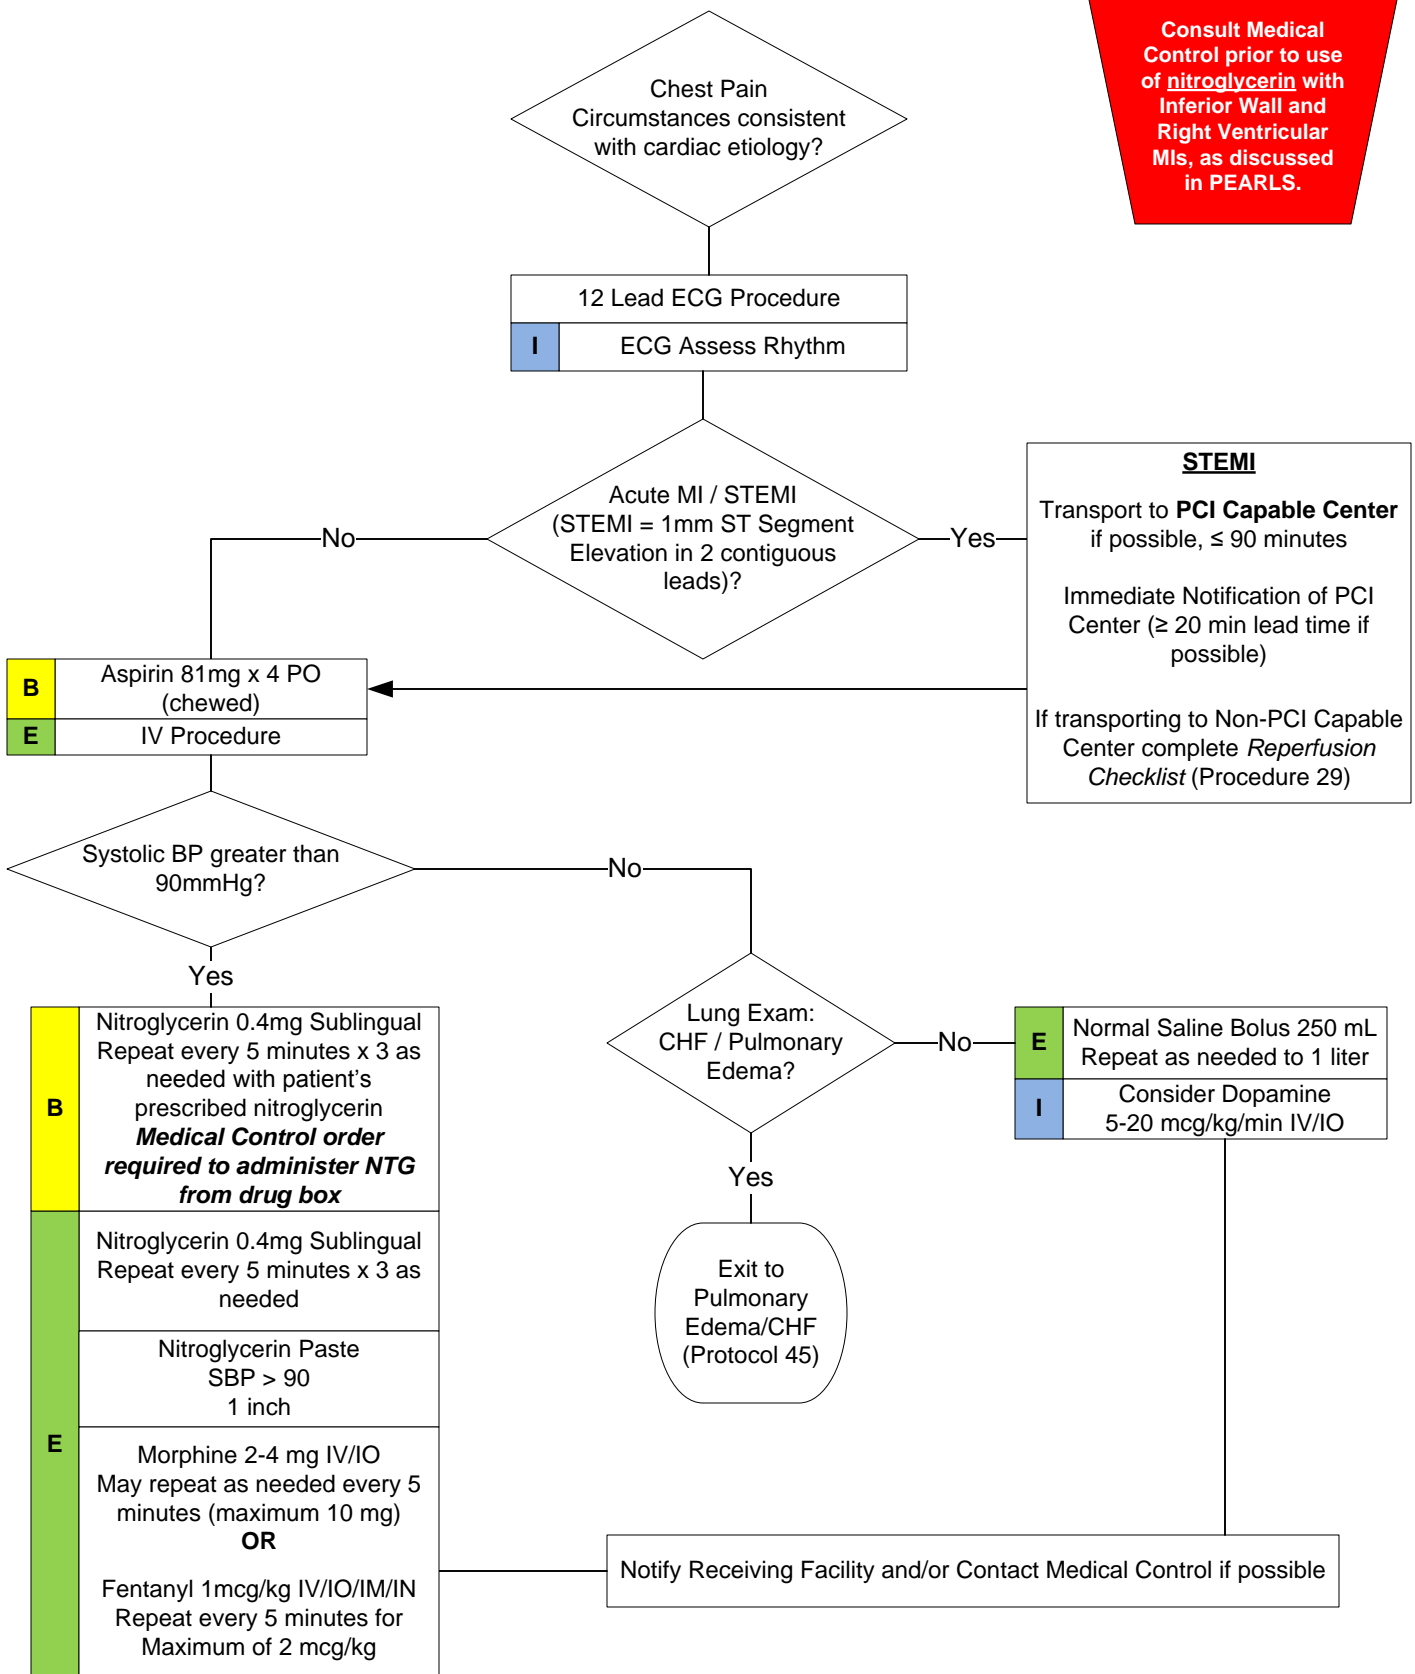 Consult Medical
Control prior to use
of nitroglycerin with
Inferior Wall and
Right Ventricular
MIs, as discussed
in PEARLS.
Chest Pain
Circumstances consistent
with cardiac etiology?
12 Lead ECG Procedure
I
ECG Assess Rhythm
Acute MI / STEMI
(STEMI = 1mm ST Segment
Elevation in 2 contiguous
leads)?
No
Yes
STEMI
Transport to PCI Capable Center
if possible, ≤ 90 minutes
Immediate Notification of PCI
Center (≥ 20 min lead time if
possible)
If transporting to Non-PCI Capable
Center complete Reperfusion
Checklist (Procedure 29)
B
Aspirin 81mg x 4 PO
(chewed)
E
IV Procedure
Systolic BP greater than
90mmHg?
No
Yes
B
Nitroglycerin 0.4mg Sublingual
Repeat every 5 minutes x 3 as
needed with patient’s
prescribed nitroglycerin
Medical Control order
required to administer NTG
from drug box
E
Nitroglycerin 0.4mg Sublingual
Repeat every 5 minutes x 3 as
needed
Nitroglycerin Paste
SBP > 90
1 inch
Morphine 2-4 mg IV/IO
May repeat as needed every 5
minutes (maximum 10 mg)
OR
Fentanyl 1mcg/kg IV/IO/IM/IN
Repeat every 5 minutes for
Maximum of 2 mcg/kg
Lung Exam:
CHF / Pulmonary
Edema?
No
Yes
E
Normal Saline Bolus 250 mL
Repeat as needed to 1 liter
I
Consider Dopamine
5-20 mcg/kg/min IV/IO
Exit to
Pulmonary
Edema/CHF
(Protocol 45)
Notify Receiving Facility and/or Contact Medical Control if possible